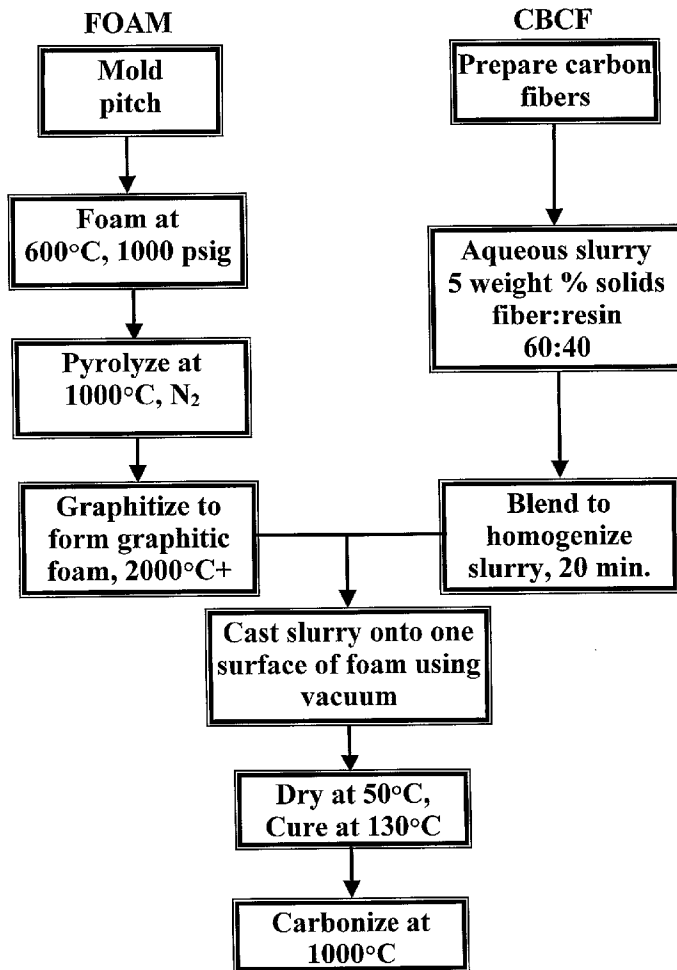 FOAM
Mold
pitch
Foam at
600°C, 1000 psig
Pyrolyze at
1000°C, N₂
Graphitize to
form graphitic
foam, 2000°C+
CBCF
Prepare carbon
fibers
Aqueous slurry
5 weight % solids
fiber:resin
60:40
Blend to
homogenize
slurry, 20 min.
Cast slurry onto one
surface of foam using
vacuum
Dry at 50°C,
Cure at 130°C
Carbonize at
1000°C